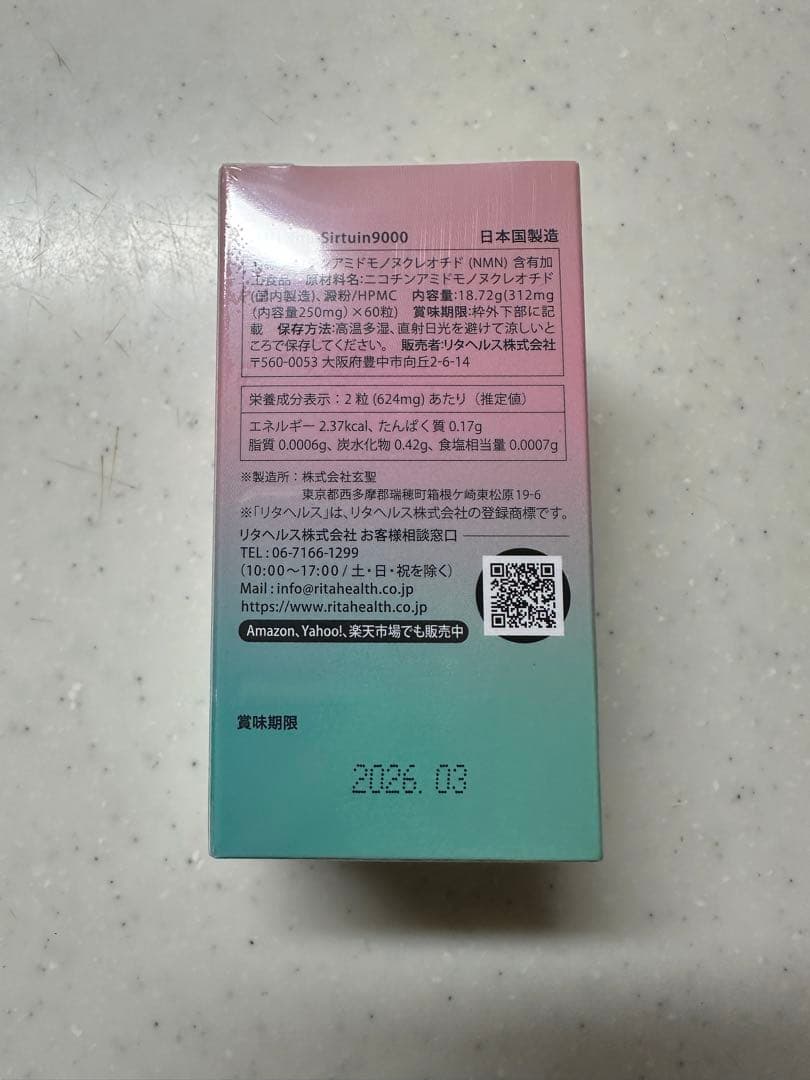 Sirtuin9000 日本国製造
ンアミドモノヌクレオチド (NMN) 含有加
工食品 原材料名:ニコチンアミドモノヌクレオチド
(国内製造)、澱粉/HPMC 内容量:18.72g(312mg
(内容量250mg)×60粒) 賞味期限:枠外下部に記
載 保存方法:高温多湿、直射日光を避けて涼しいと
ころで保存してください。 販売者:リタヘルス株式会社
〒560-0053 大阪府豊中市向丘2-6-14
栄養成分表示:2粒(624mg)あたり(推定値)
エネルギー 2.37kcal、たんぱく質 0.17g
脂質 0.0006g、炭水化物 0.42g、食塩相当量 0.0007g
※製造所:株式会社玄聖
東京都西多摩郡瑞穂町箱根ケ崎東松原19-6
※「リタヘルス」は、リタヘルス株式会社の登録商標です。
リタヘルス株式会社 お客様相談窓口
TEL : 06-7166-1299
(10:00〜17:00 / 土・日・祝を除く)
Mail : info@ritahealth.co.jp
https://www.ritahealth.co.jp
Amazon、Yahoo!、楽天市場でも販売中
賞味期限
2026.03